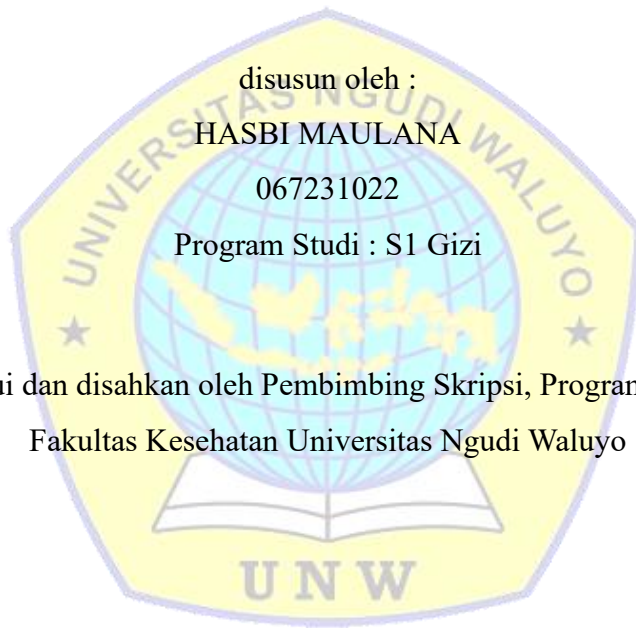 disusun oleh :
HASBI MAULANA
067231022
Program Studi : S1 Gizi
ui dan disahkan oleh Pembimbing Skripsi, Program
Fakultas Kesehatan Universitas Ngudi Waluyo
UNIVERSITAS NGUDI WALUYO
UNW